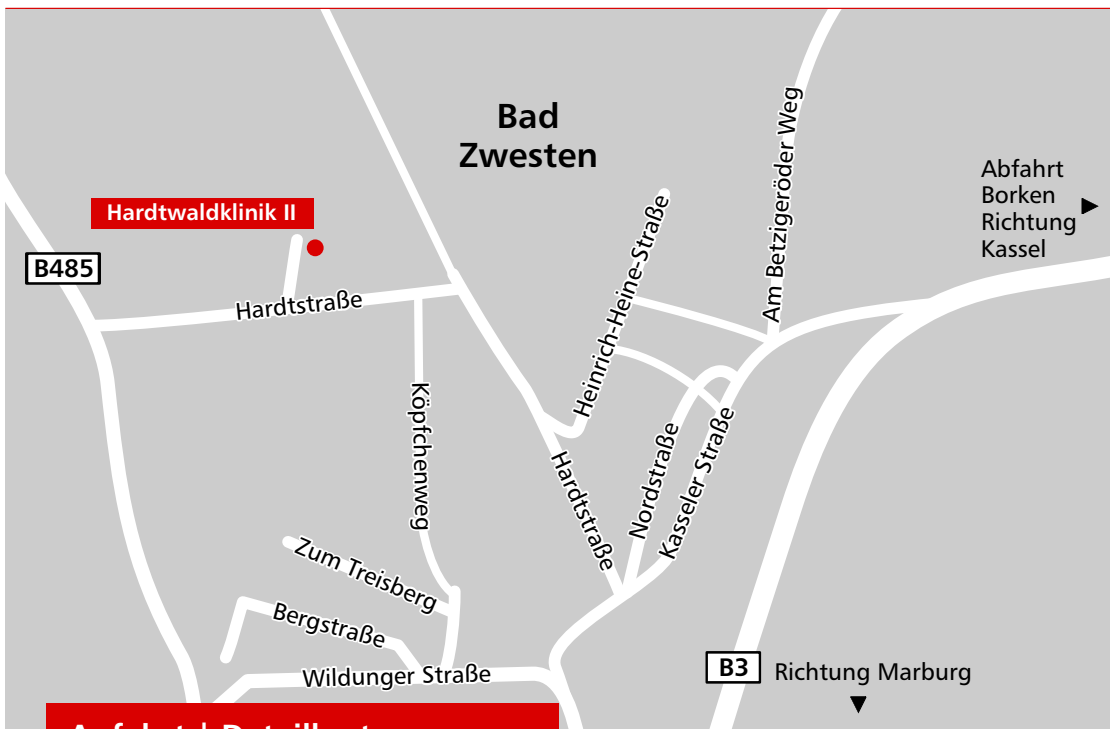 Bad
Zwesten
Am Betzigeröder Weg
Abfahrt
Borken
Richtung
Kassel
Hardtwaldklinik II
B485
Hardtstraße
Heinrich-Heine-Straße
Köpfchenweg
Hardtstraße
Nordstraße
Kasseler Straße
Zum Treisberg
Bergstraße
Wildunger Straße
B3
Richtung Marburg